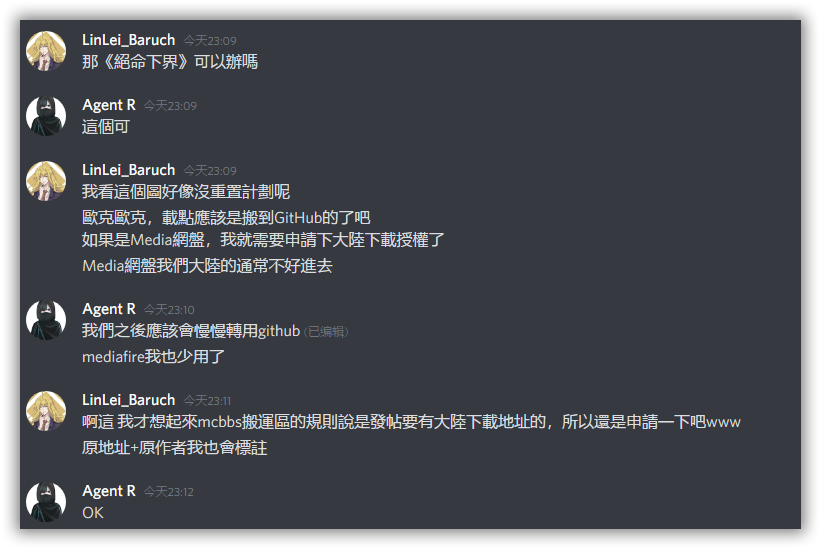 LinLei_Baruch 今天23:09
那《絕命下界》可以辦嗎
Agent R 今天23:09
這個可
LinLei_Baruch 今天23:09
我看這個圖好像沒重置計劃呢
歐克歐克，載點應該是搬到GitHub的了吧
如果是Media網盤，我就需要申請下大陸下載授權了
Media網盤我們大陸的通常不好進去
Agent R 今天23:10
我們之後應該會慢慢轉用github (已编辑)
mediafire我也少用了
LinLei_Baruch 今天23:11
啊這 我才想起來mcbbs搬運區的規則說是發帖要有大陸下載地址的，所以還是申請一下吧www
原地址+原作者我也會標註
Agent R 今天23:12
OK